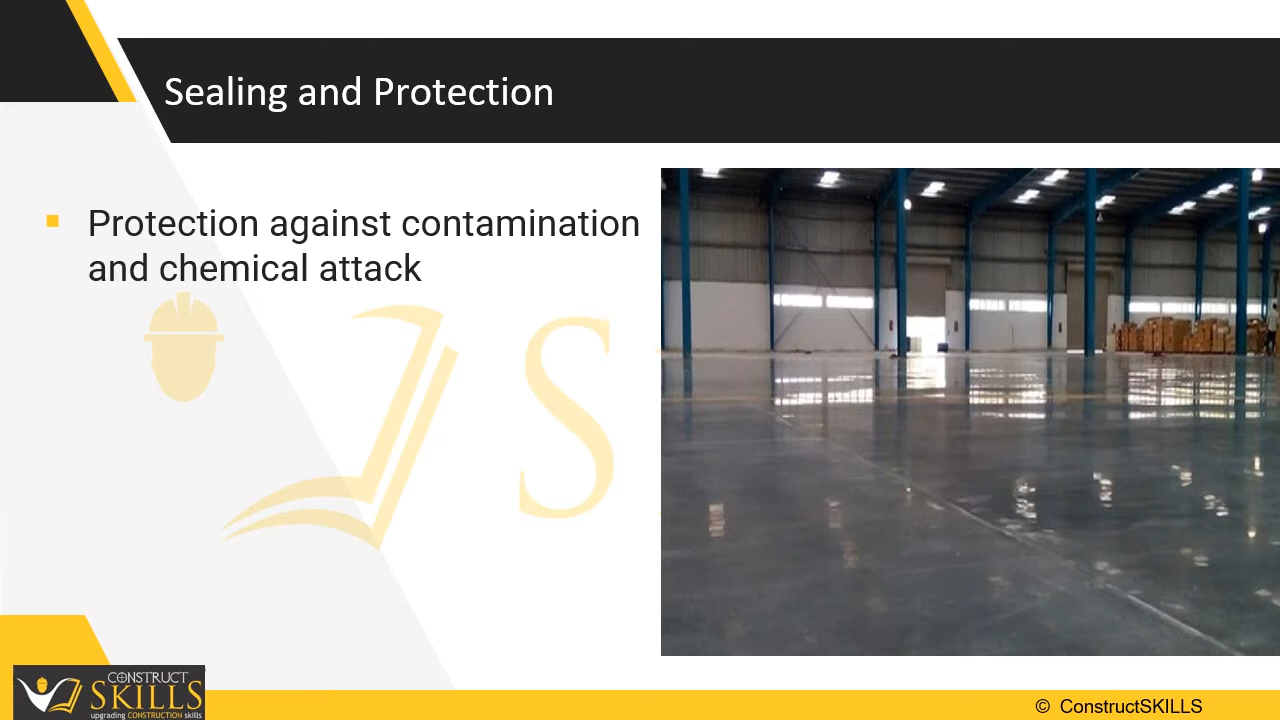 Sealing and Protection
Protection against contamination
and chemical attack
S
CONSTRUCT
SKILLS
upgrading CONSTRUCTION skills
© ConstructSKILLS